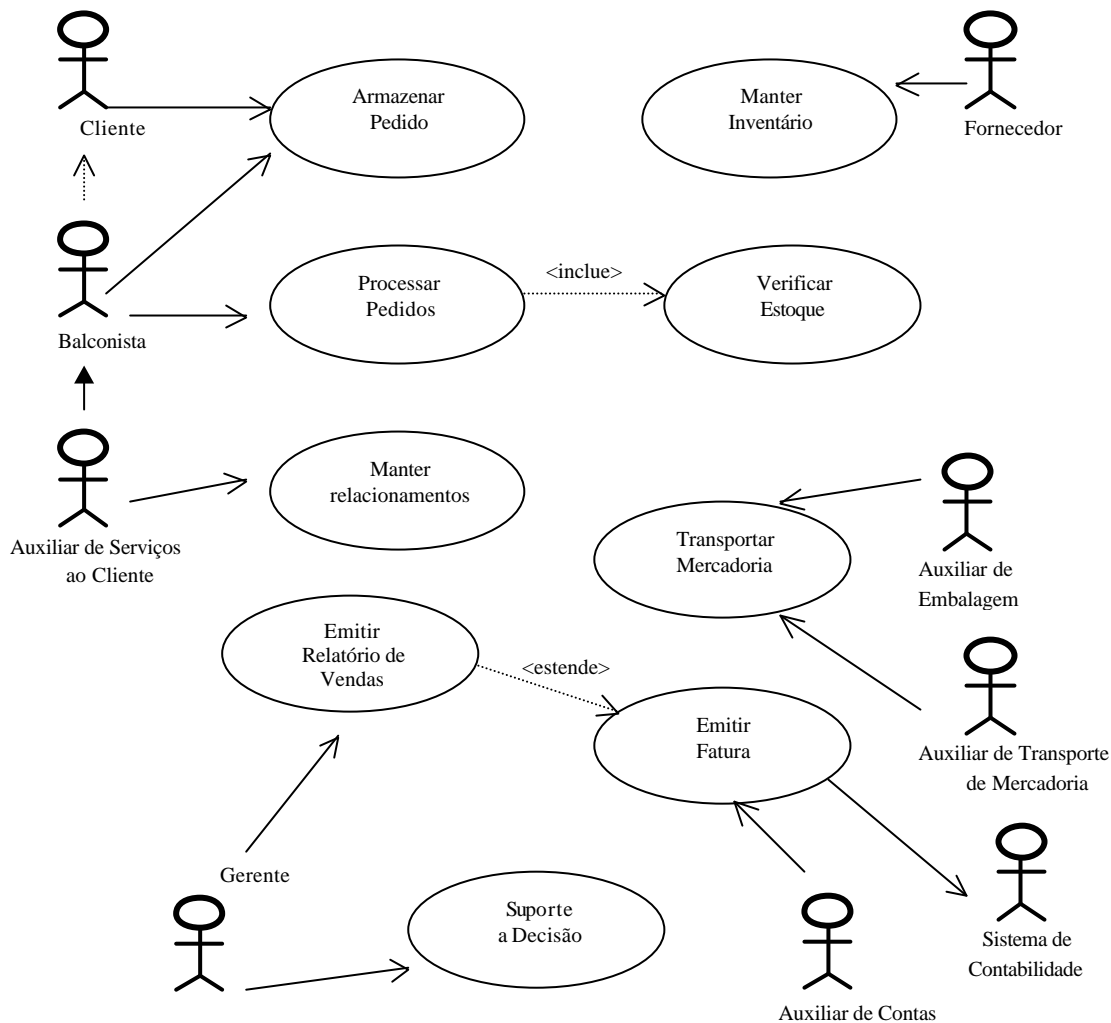 Cliente
Armazenar
Pedido
Manter
Inventário
Fornecedor
Balconista
Processar
Pedidos
<inclue>
Verificar
Estoque
Auxiliar de Serviços
ao Cliente
Manter
relacionamentos
Transportar
Mercadoria
Auxiliar de
Embalagem
Emitir
Relatório de
Vendas
<estende>
Emitir
Fatura
Auxiliar de Transporte
de Mercadoria
Gerente
Suporte
a Decisão
Auxiliar de Contas
Sistema de
Contabilidade